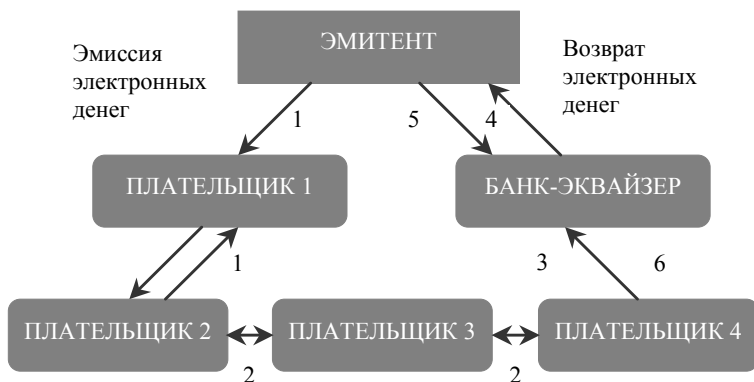 ЭМИТЕНТ
Эмиссия
электронных
денег
Возврат
электронных
денег
1
5
4
ПЛАТЕЛЬЩИК 1
БАНК-ЭКВАЙЗЕР
1
3
6
ПЛАТЕЛЬЩИК 2
ПЛАТЕЛЬЩИК 3
ПЛАТЕЛЬЩИК 4
2
2